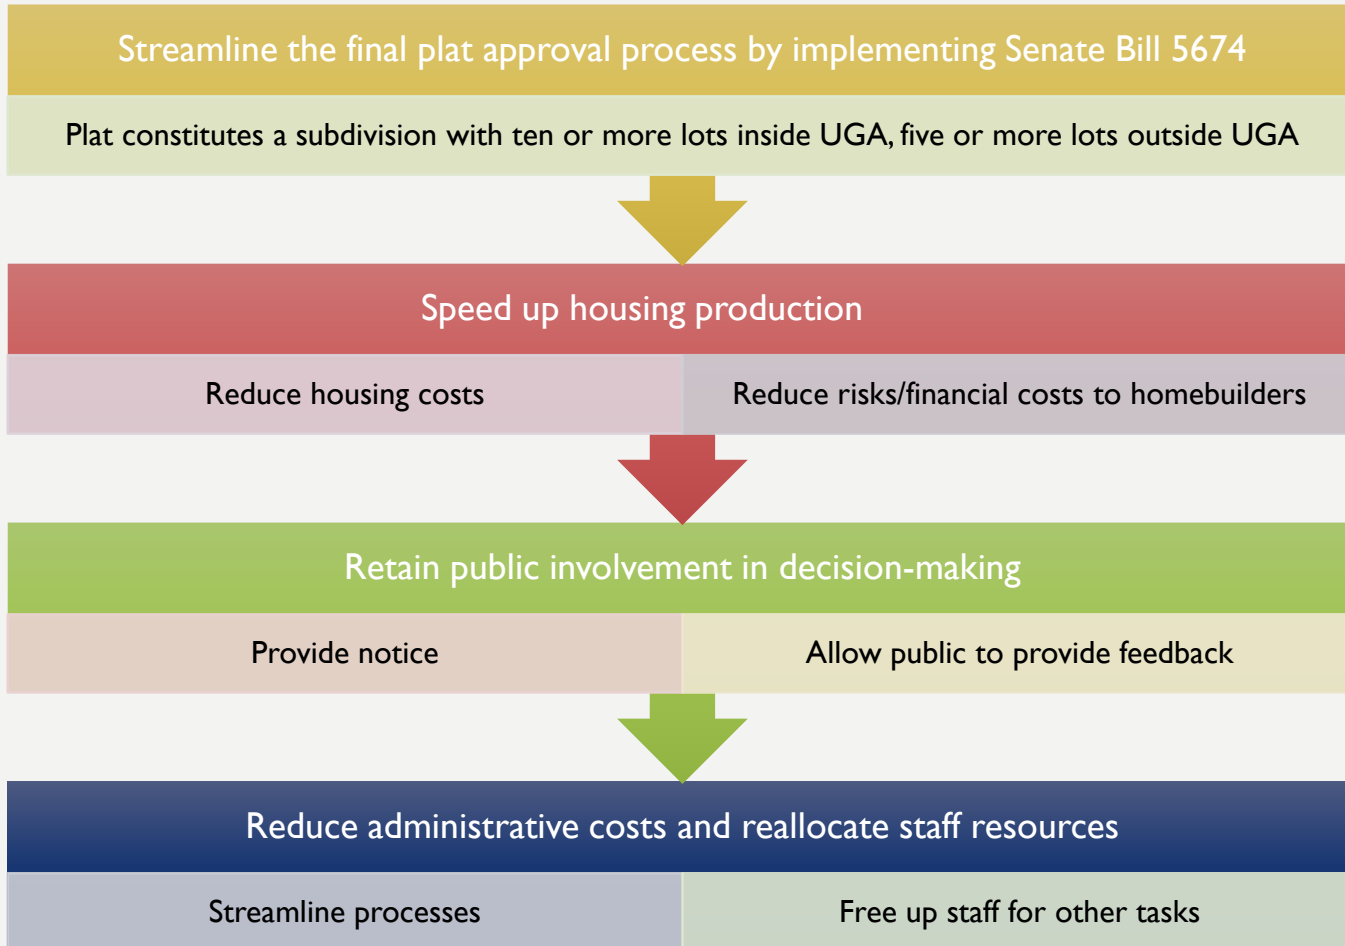 Streamline the final plat approval process by implementing Senate Bill 5674
Plat constitutes a subdivision with ten or more lots inside UGA, five or more lots outside UGA
Speed up housing production
Reduce housing costs
Reduce risks/financial costs to homebuilders
Retain public involvement in decision-making
Provide notice
Allow public to provide feedback
Reduce administrative costs and reallocate staff resources
Streamline processes
Free up staff for other tasks